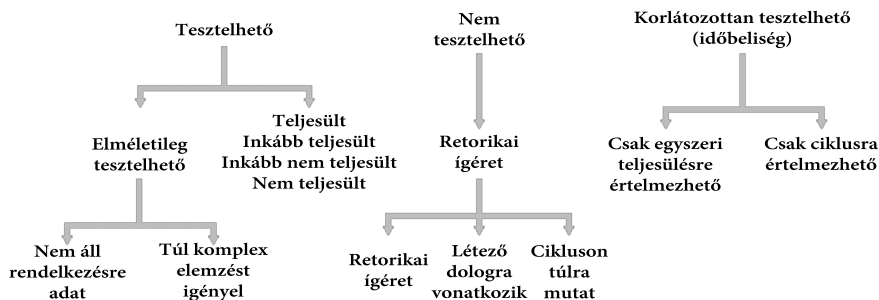 Tesztelhető
Elméletileg
tesztelhető
Teljesült
Inkább teljesült
Inkább nem teljesült
Nem teljesült
Nem áll
rendelkezésre
adat
Túl komplex
elemzést
igényel
Nem
tesztelhető
Retorikai
ígéret
Retorikai
ígéret
Létező
dologra
vonatkozik
Cikluson
túlra
mutat
Korlátozottan tesztelhető
(időbeliség)
Csak egyszeri
teljesülésre
értelmezhető
Csak ciklusra
értelmezhető